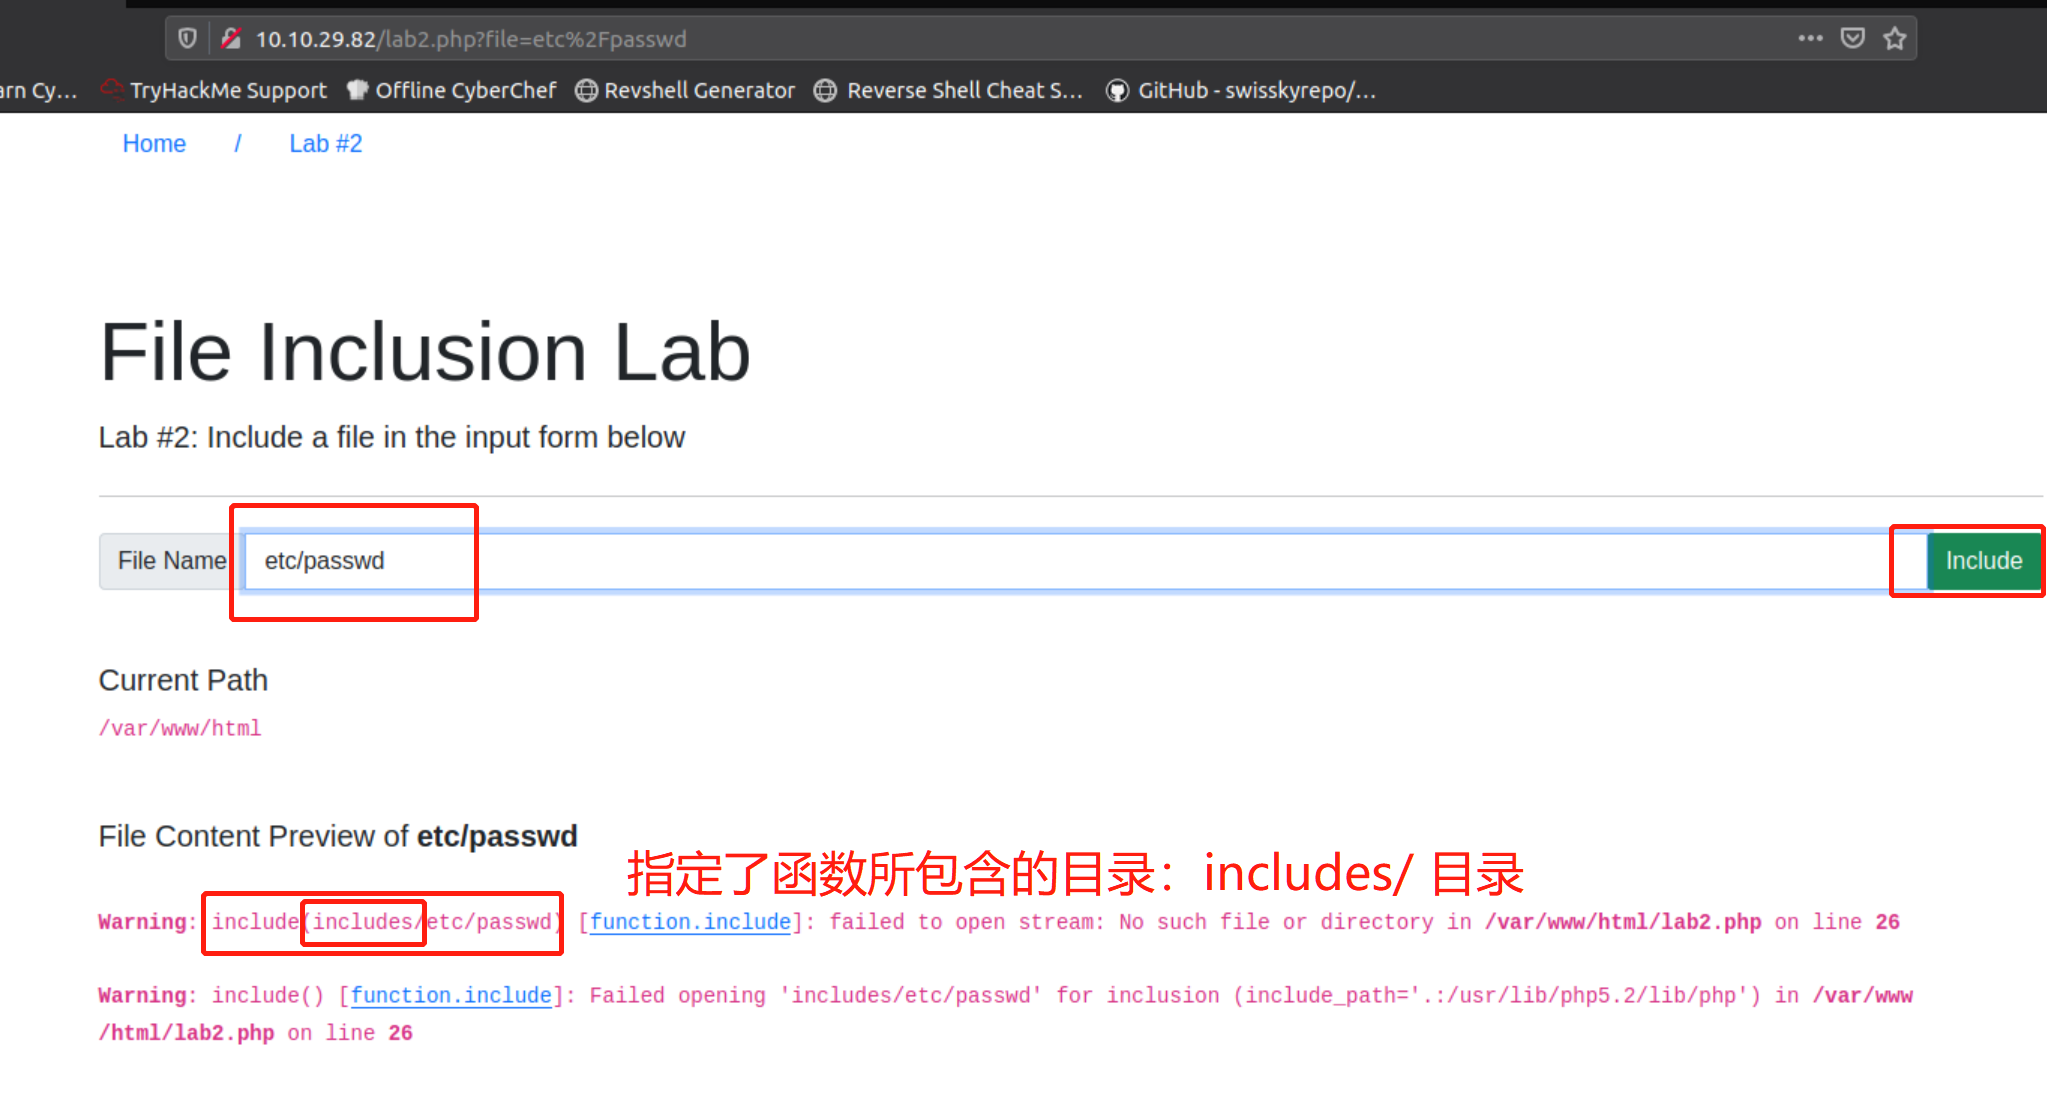 10.10.29.82/lab2.php?file=etc%2Fpasswd
arn Cy... TryHackMe Support Offline CyberChef Revshell Generator Reverse Shell Cheat S... GitHub - swisskyrepo/...
Home / Lab #2
File Inclusion Lab
Lab #2: Include a file in the input form below
File Name etc/passwd Include
Current Path
/var/www/html
File Content Preview of etc/passwd
指定了函数所包含的目录：includes/ 目录
Warning: include(includes/etc/passwd) [function.include]: failed to open stream: No such file or directory in /var/www/html/lab2.php on line 26
Warning: include() [function.include]: Failed opening 'includes/etc/passwd' for inclusion (include_path='.:/usr/lib/php5.2/lib/php') in /var/www
/html/lab2.php on line 26